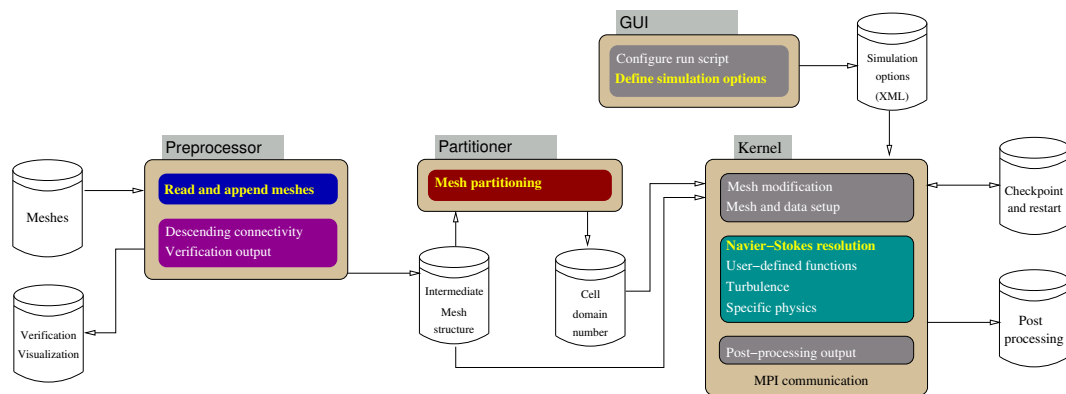 GUI
Configure run script
Define simulation options
Simulation
options
(XML)
Preprocessor
Read and append meshes
Descending connectivity
Verification output
Meshes
Verification
Visualization
Partitioner
Mesh partitioning
Intermediate
Mesh
structure
Cell
domain
number
Kernel
Mesh modification
Mesh and data setup
Navier−Stokes resolution
User−defined functions
Turbulence
Specific physics
Post−processing output
MPI communication
Checkpoint
and restart
Post
processing